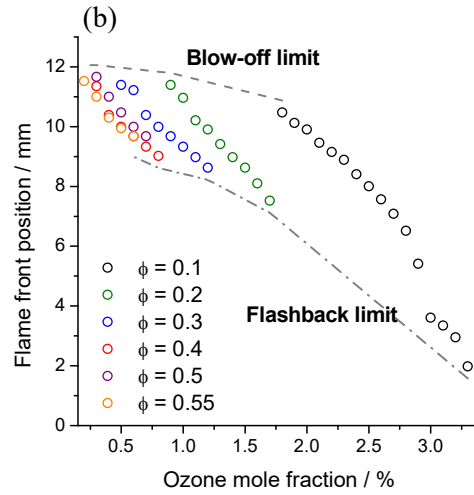 (b)
Blow-off limit
12
10
8
6
4
2
0
Flame front position / mm
ϕ = 0.1
ϕ = 0.2
ϕ = 0.3
ϕ = 0.4
ϕ = 0.5
ϕ = 0.55
Flashback limit
0.5 1.0 1.5 2.0 2.5 3.0
Ozone mole fraction / %